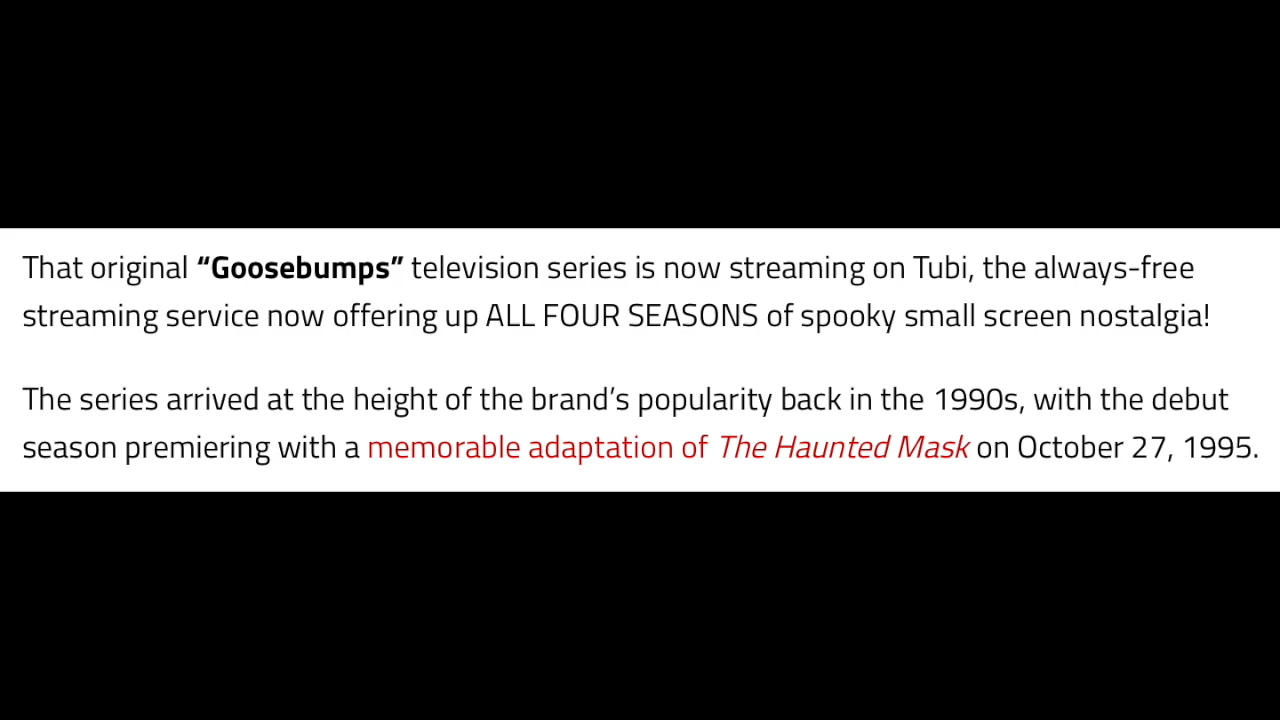 That original “Goosebumps” television series is now streaming on Tubi, the always-free
streaming service now offering up ALL FOUR SEASONS of spooky small screen nostalgia!
The series arrived at the height of the brand’s popularity back in the 1990s, with the debut
season premiering with a memorable adaptation of The Haunted Mask on October 27, 1995.